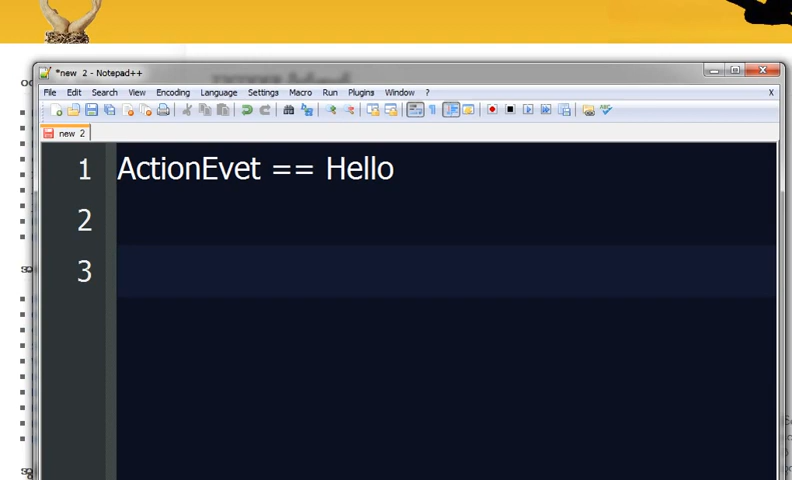 *new 2 - Notepad++
File Edit Search View Encoding Language Settings Macro Run Plugins Window ? X
new 2
1 ActionEvet == Hello
2
3